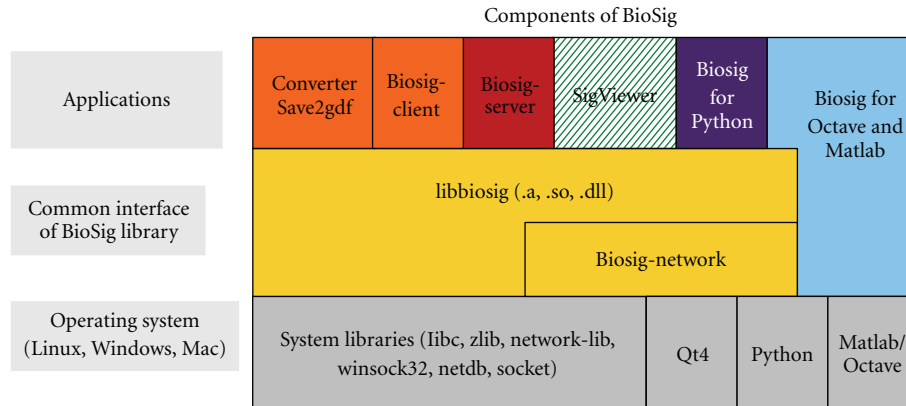 Components of BioSig
Applications
Converter
Save2gdf
Biosig-
client
Biosig-
server
SigViewer
Biosig
for
Python
Biosig for
Octave and
Matlab
Common interface
of BioSig library
libbiosig (.a, .so, .dll)
Biosig-network
Operating system
(Linux, Windows, Mac)
System libraries (Iibc, zlib, network-lib,
winsock32, netdb, socket)
Qt4
Python
Matlab/
Octave